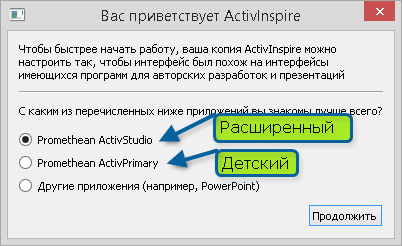 Вас приветствует ActivInspire
Чтобы быстрее начать работу, ваша копия ActivInspire можно
настроить так, чтобы интерфейс был похож на интерфейсы
имеющихся программ для авторских разработок и презентаций
С каким из перечисленных ниже приложений вы знакомы лучше всего?
Расширенный
Promethean ActivStudio
Promethean ActivPrimary
Детский
Другие приложения (например, PowerPoint)
Продолжить